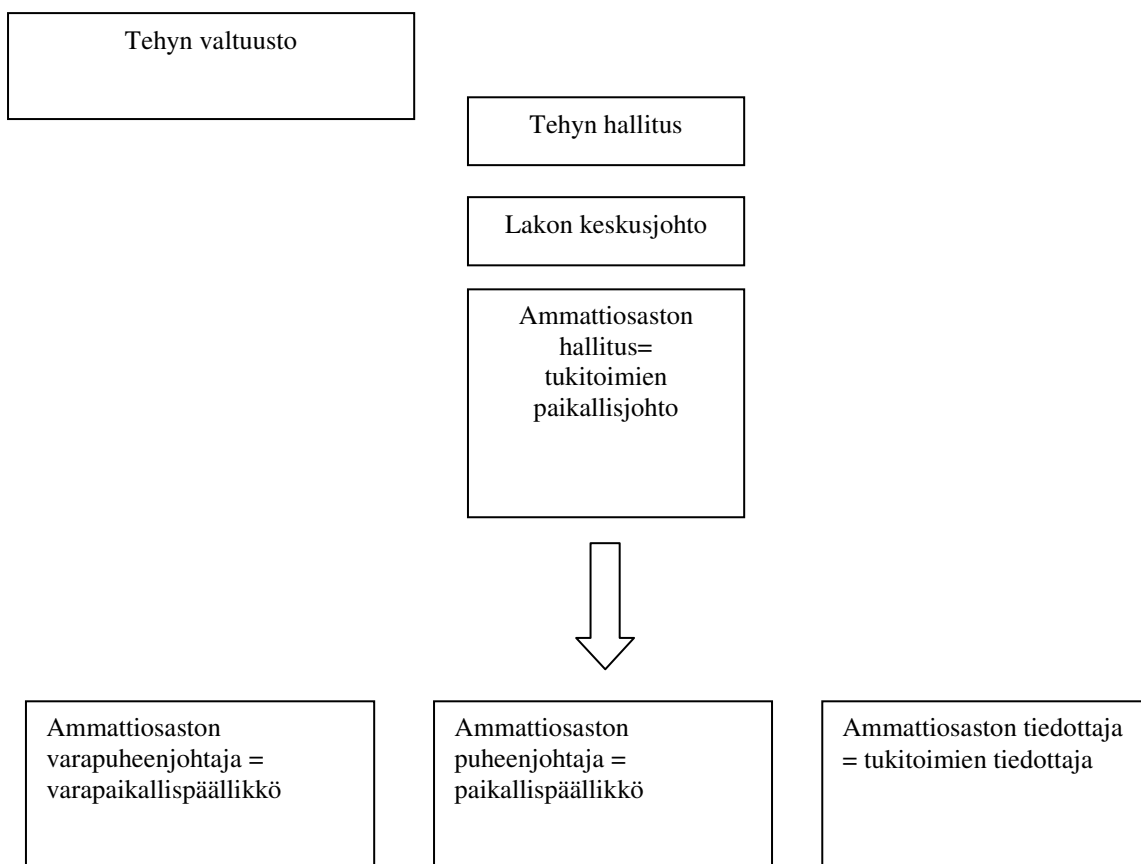 Tehyn valtuusto
Tehyn hallitus
Lakon keskusjohto
Ammattiosaston
hallitus=
tukitoimien
paikallisjohto
Ammattiosaston
varapuheenjohtaja =
varapaikallispäällikkö
Ammattiosaston
puheenjohtaja =
paikallispäällikkö
Ammattiosaston tiedottaja
= tukitoimien tiedottaja